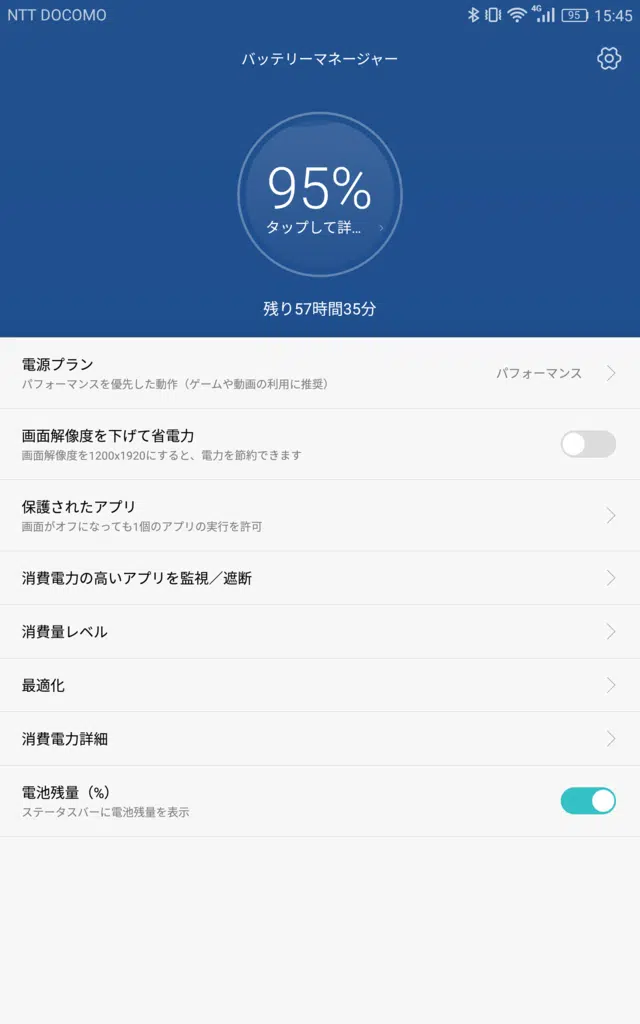 NTT DOCOMO 4G 95 15:45
バッテリーマネージャー
95%
タップして詳...
残り57時間35分
電源プラン
パフォーマンスを優先した動作（ゲームや動画の利用に推奨）
パフォーマンス
画面解像度を下げて省電力
画面解像度を1200x1920にすると、電力を節約できます
保護されたアプリ
画面がオフになっても1個のアプリの実行を許可
消費電力の高いアプリを監視／遮断
消費量レベル
最適化
消費電力詳細
電池残量（%）
ステータスバーに電池残量を表示